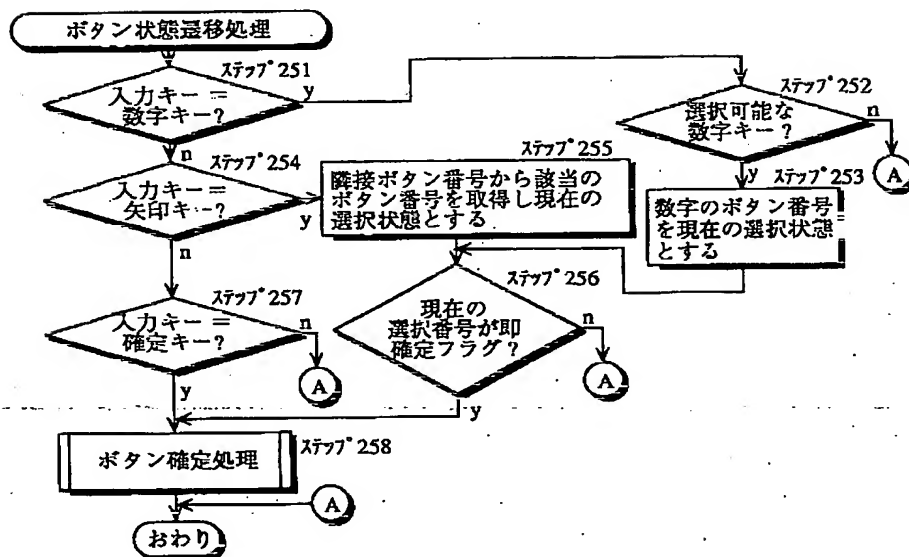 ボタン状態遷移処理
ステップ251
入力キー＝
数字キー？
y
n
ステップ252
選択可能な
数字キー？
n
A
y
ステップ253
数字のボタン番号
を現在の選択状態
とする
ステップ254
入力キー＝
矢印キー？
y
n
ステップ255
隣接ボタン番号から該当の
ボタン番号を取得し現在の
選択状態とする
ステップ256
現在の
選択番号が即
確定フラグ？
n
A
y
ステップ257
入力キー＝
確定キー？
n
A
y
ステップ258
ボタン確定処理
A
おわり